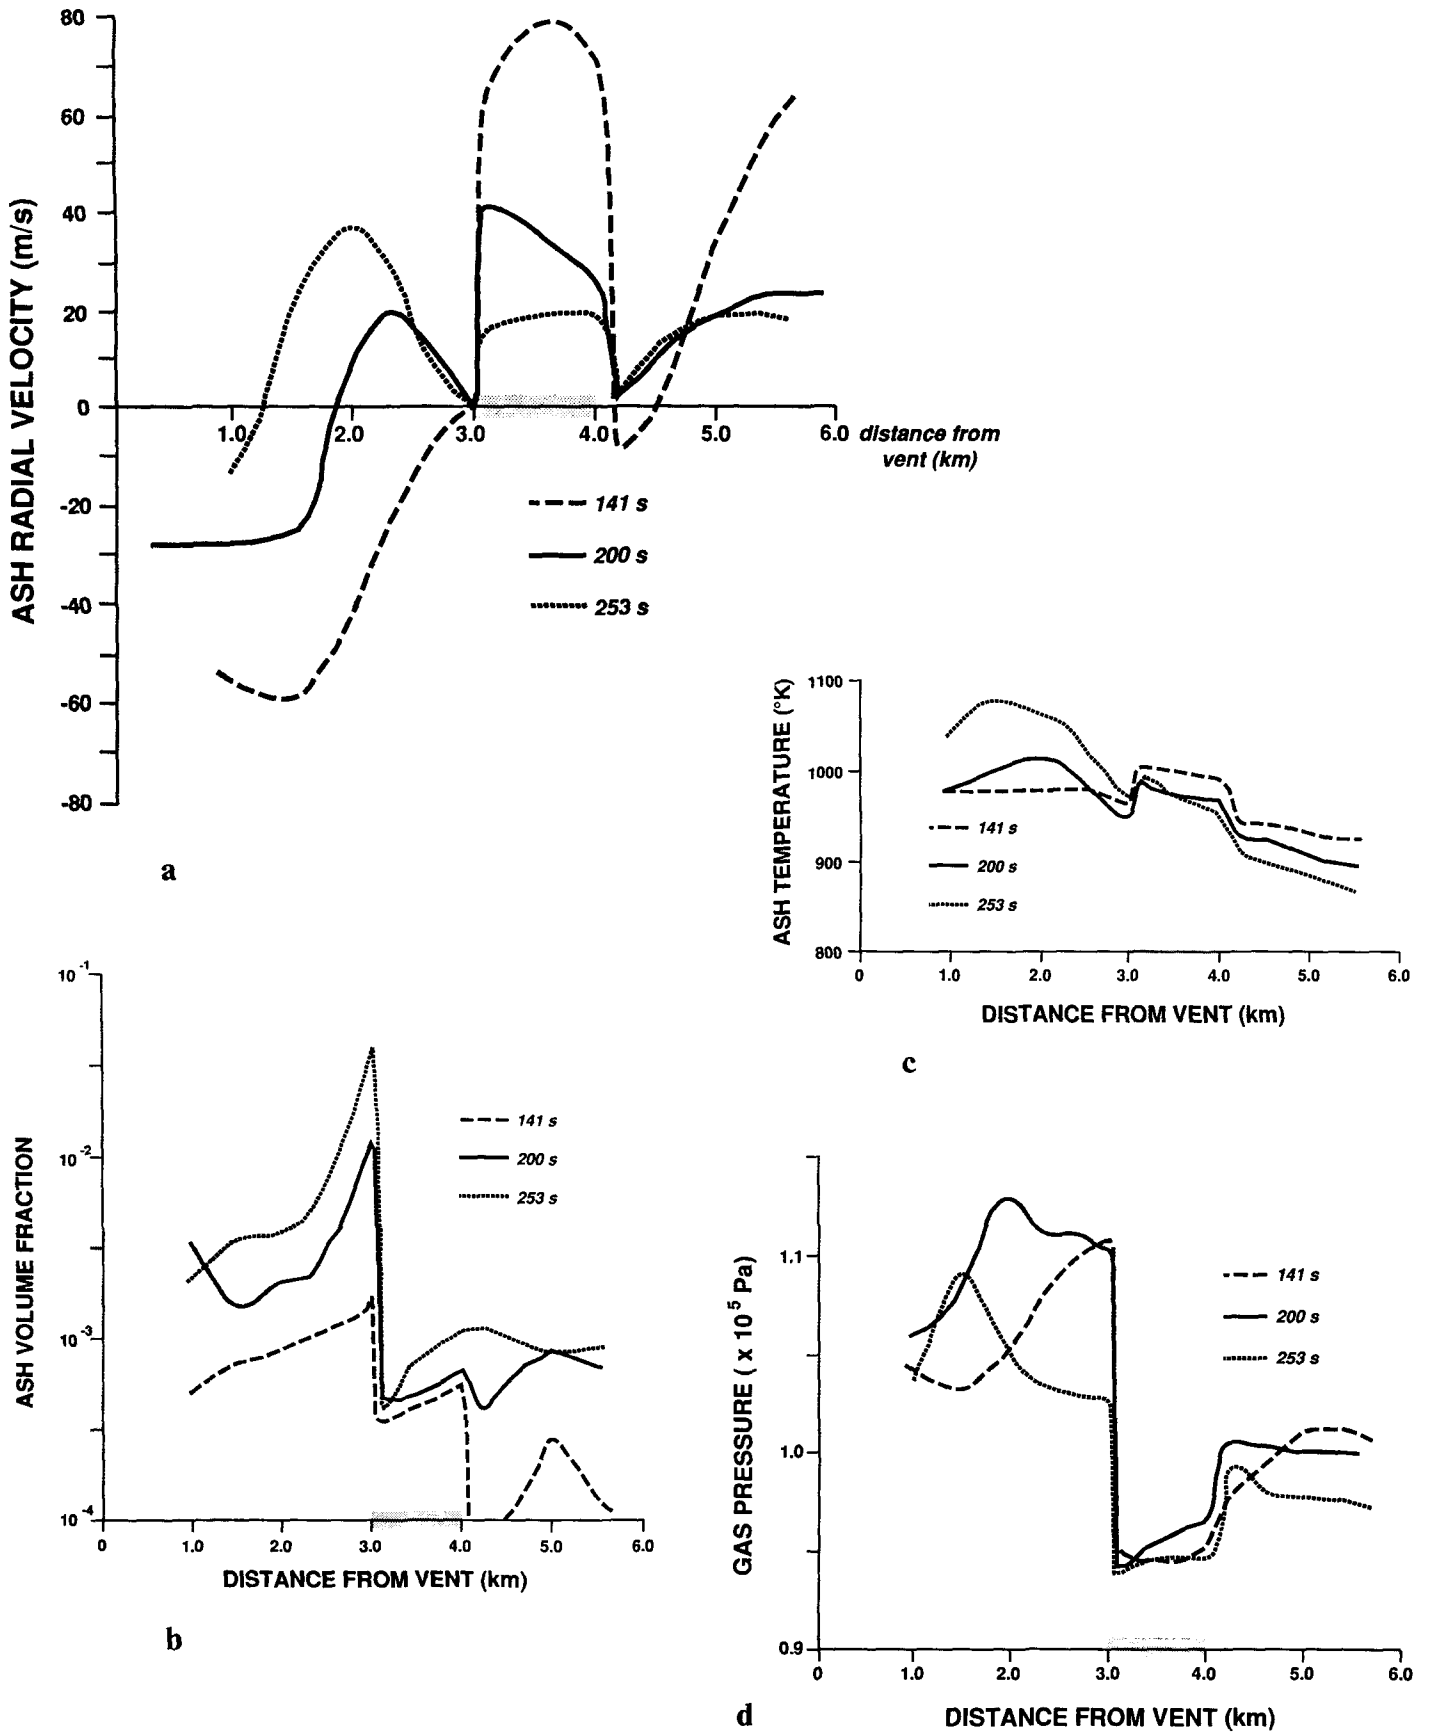 80
60
40
20
0
-20
-40
-60
-80
ASH RADIAL VELOCITY (m/s)
1.0 2.0 3.0 4.0 5.0 6.0 distance from
vent (km)
141 s
200 s
253 s
a
1100
1000
900
800
ASH TEMPERATURE (°K)
141 s
200 s
253 s
0 1.0 2.0 3.0 4.0 5.0 6.0
DISTANCE FROM VENT (km)
c
10-1
10-2
10-3
10-4
ASH VOLUME FRACTION
141 s
200 s
253 s
0 1.0 2.0 3.0 4.0 5.0 6.0
DISTANCE FROM VENT (km)
b
1.1
1.0
0.9
GAS PRESSURE ( x 10 5 Pa)
141 s
200 s
253 s
0 1.0 2.0 3.0 4.0 5.0 6.0
DISTANCE FROM VENT (km)
d